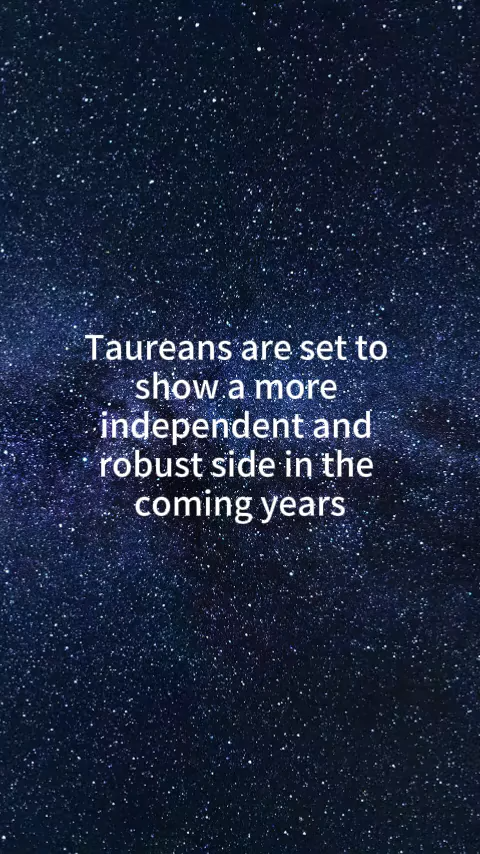 Taureans are set to
show a more
independent and
robust side in the
coming years